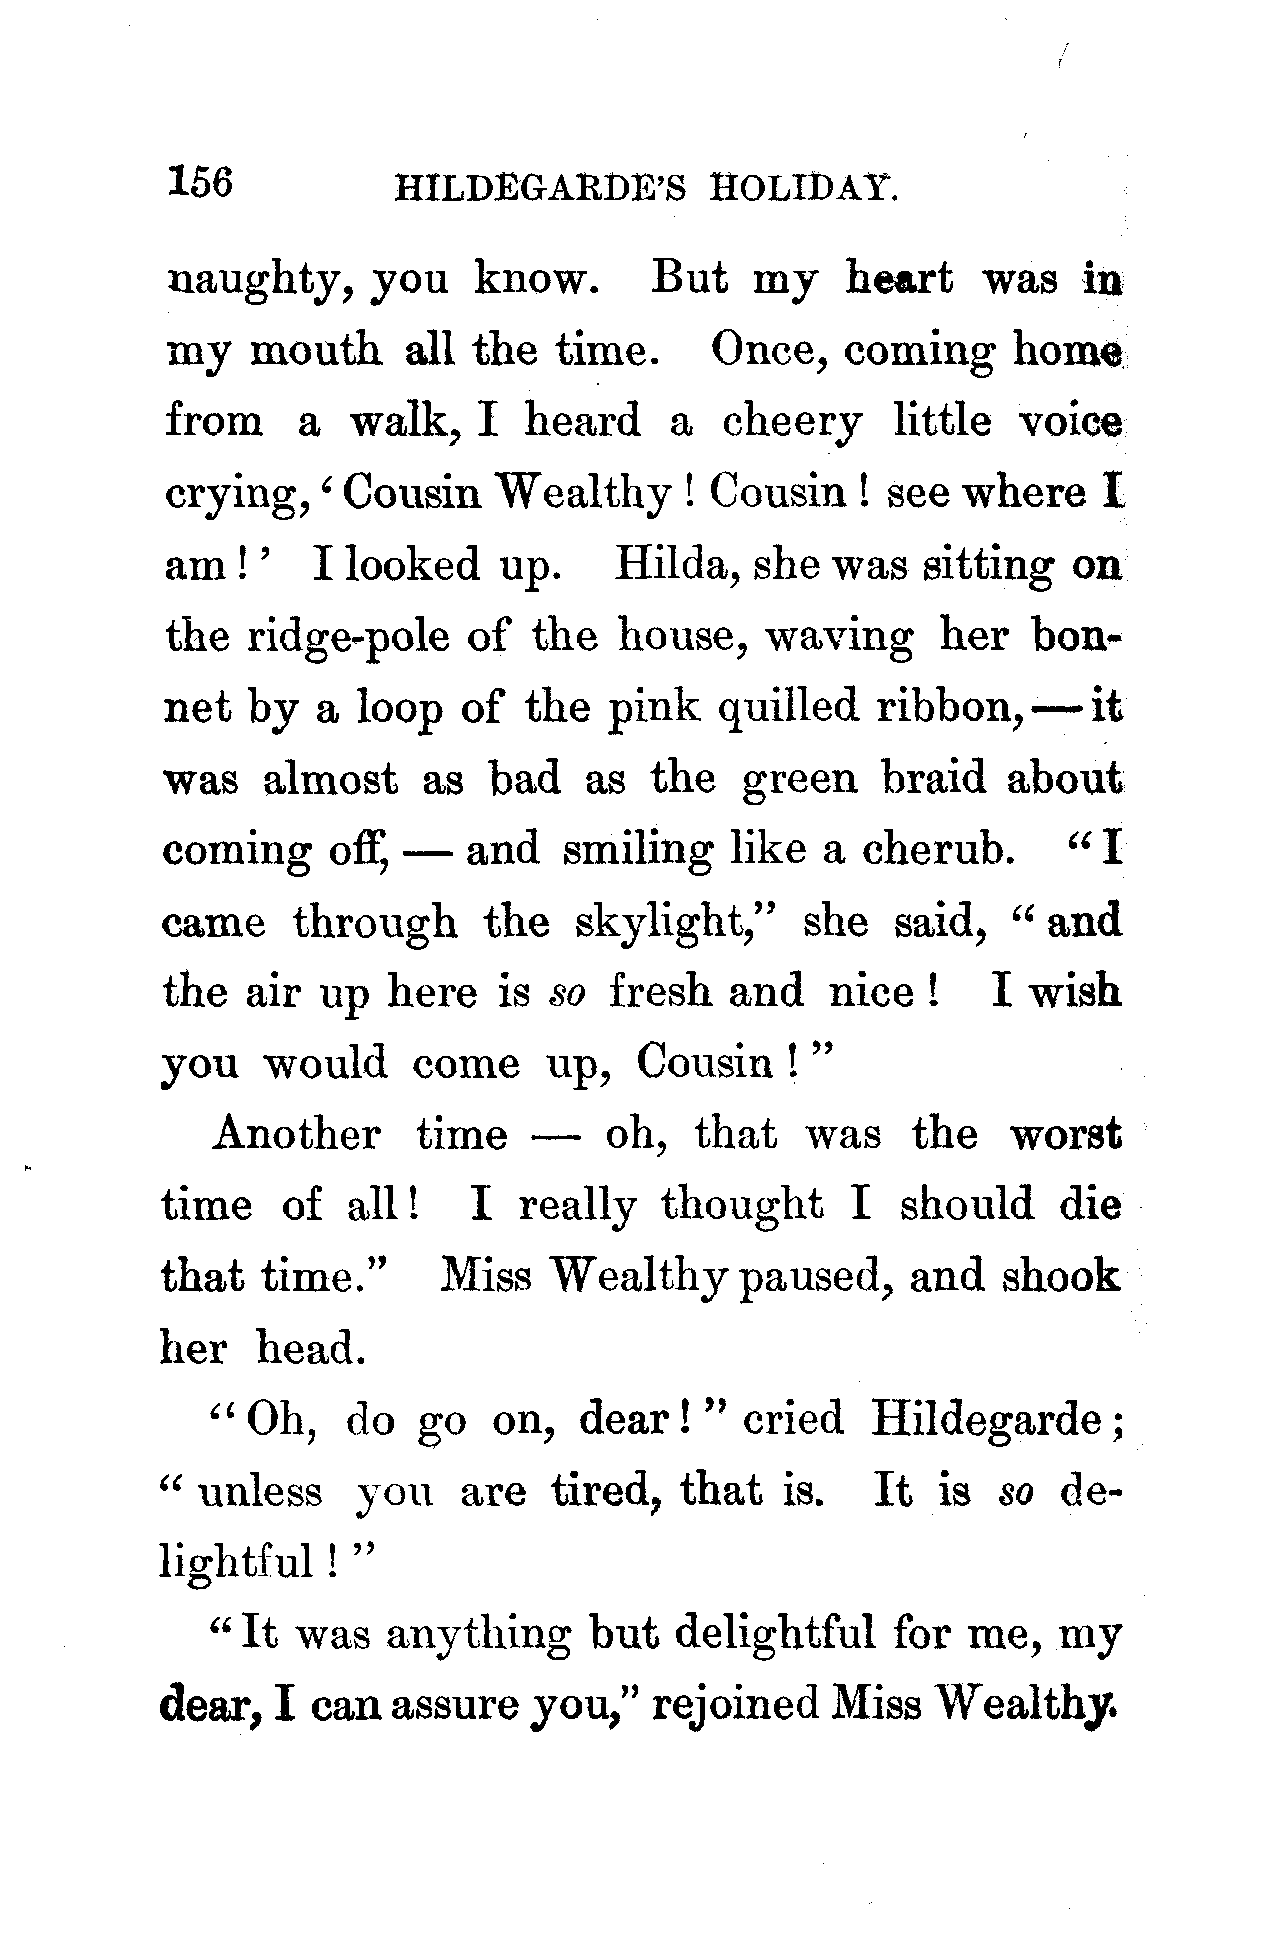 156 HILDEGARDE'S HOLIDAY.
naughty, you know. But my heart was in
my mouth all the time. Once, coming home
from a walk, I heard a cheery little voice
crying, ‘Cousin Wealthy! Cousin! see where I
am!’ I looked up. Hilda, she was sitting on
the ridge-pole of the house, waving her bon-
net by a loop of the pink quilled ribbon,—it
was almost as bad as the green braid about
coming off,—and smiling like a cherub. “I
came through the skylight,” she said, “and
the air up here is so fresh and nice! I wish
you would come up, Cousin!”
Another time — oh, that was the worst
time of all! I really thought I should die
that time.” Miss Wealthy paused, and shook
her head.
“Oh, do go on, dear!” cried Hildegarde;
“unless you are tired, that is. It is so de-
lightful!”
“It was anything but delightful for me, my
dear, I can assure you,” rejoined Miss Wealthy.